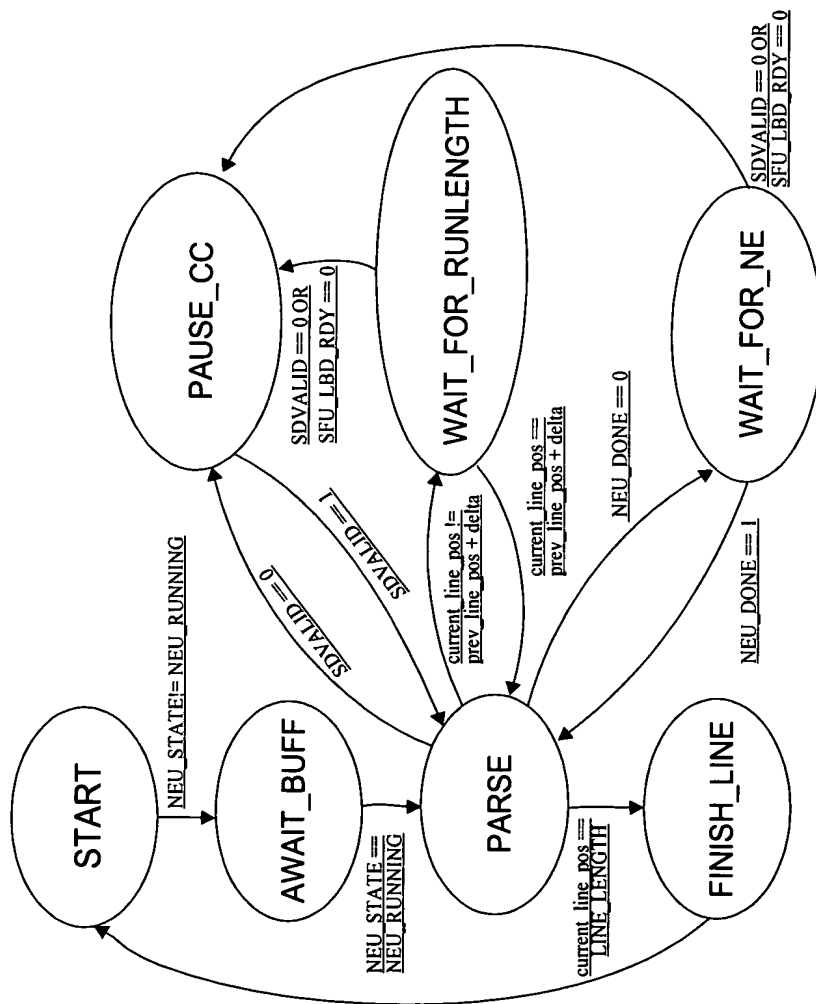 START
NEU_STATE!= NEU_RUNNING
AWAIT_BUFF
NEU_STATE ==
NEU_RUNNING
PARSE
current_line_pos ==
LINE_LENGTH
FINISH_LINE
PAUSE_CC
SDVALID == 1
SDVALID == 0
SDVALID == 0 OR
SFU_LBD_RDY == 0
WAIT_FOR_RUNLENGTH
current_line_pos !=
prev_line_pos + delta
current_line_pos ==
prev_line_pos + delta
NEU_DONE == 0
NEU_DONE == 1
WAIT_FOR_NE
SDVALID == 0 OR
SFU_LBD_RDY == 0